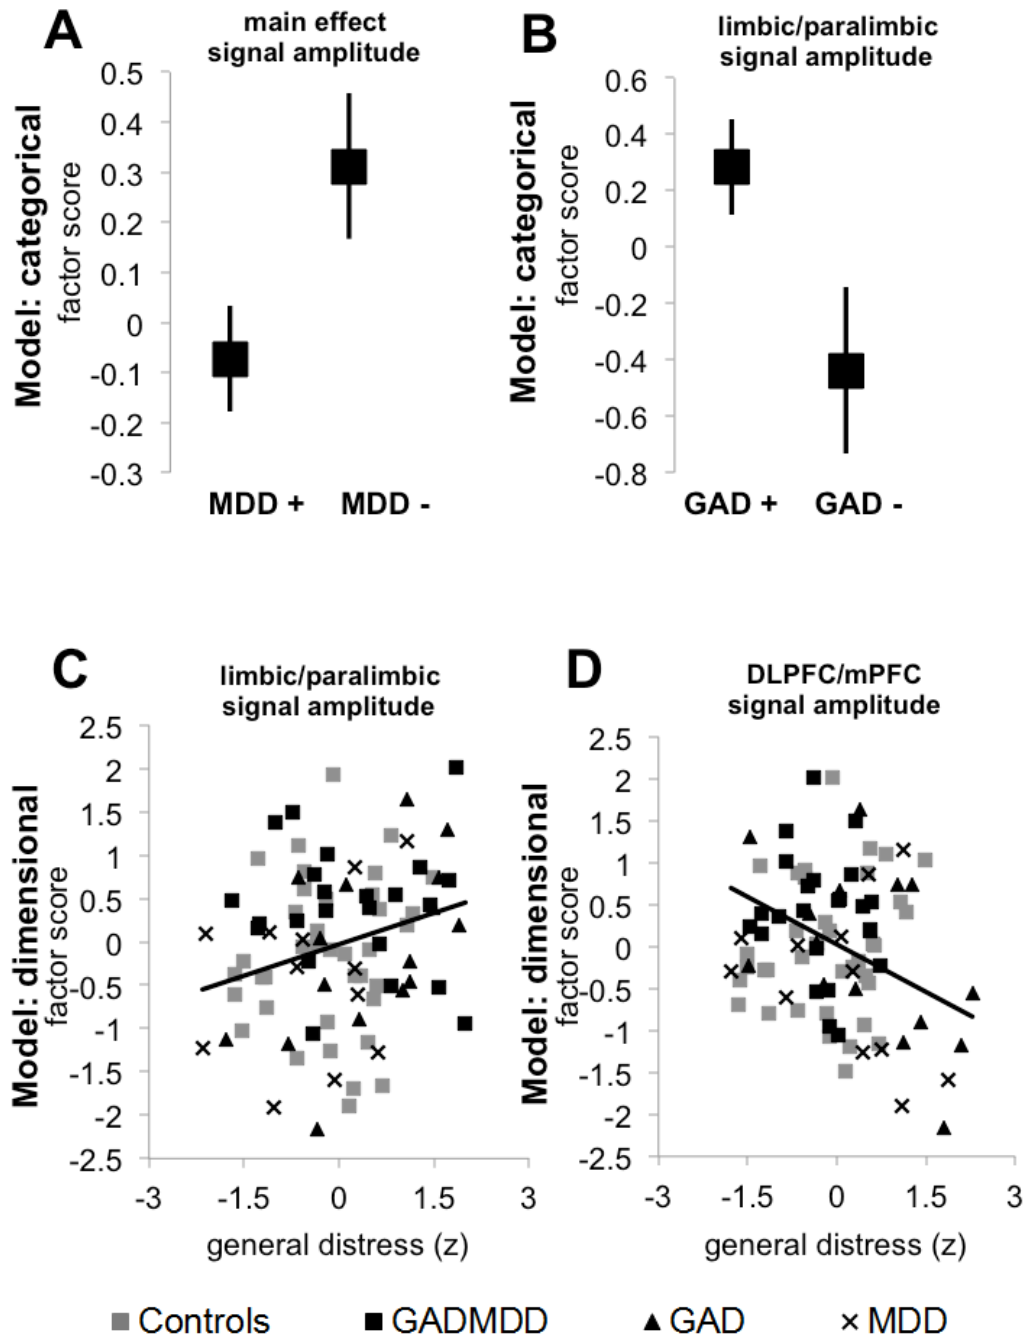 A
main effect
signal amplitude
Model: categorical
factor score
0.5
0.4
0.3
0.2
0.1
0
-0.1
-0.2
-0.3
MDD + MDD -
B
limbic/paralimbic
signal amplitude
Model: categorical
factor score
0.6
0.4
0.2
0
-0.2
-0.4
-0.6
-0.8
GAD + GAD -
C
limbic/paralimbic
signal amplitude
Model: dimensional
factor score
2.5
2
1.5
1
0.5
0
-0.5
-1
-1.5
-2
-2.5
-3 -1.5 0 1.5 3
general distress (z)
D
DLPFC/mPFC
signal amplitude
Model: dimensional
factor score
2.5
2
1.5
1
0.5
0
-0.5
-1
-1.5
-2
-2.5
-3 -1.5 0 1.5 3
general distress (z)
Controls GADMDD GAD MDD